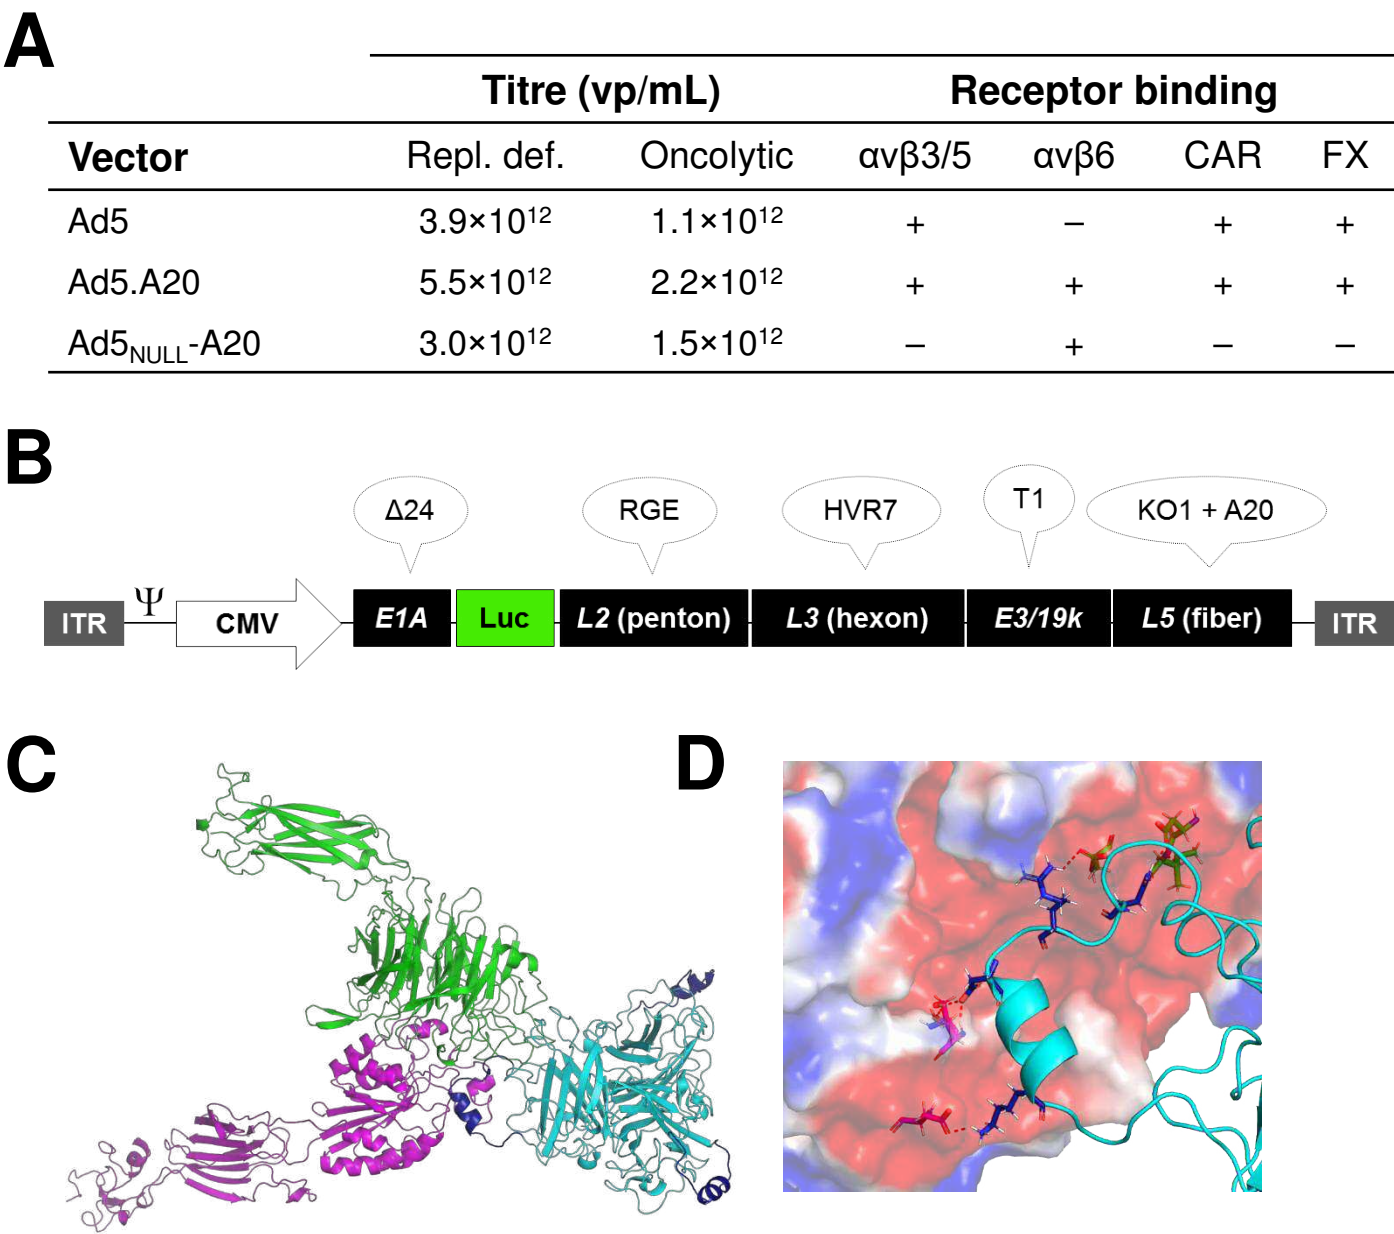 A
Titre (vp/mL) Receptor binding
Vector Repl. def. Oncolytic αvβ3/5 αvβ6 CAR FX
Ad5 3.9×10¹² 1.1×10¹² + – + +
Ad5.A20 5.5×10¹² 2.2×10¹² + + + +
Ad5NULL-A20 3.0×10¹² 1.5×10¹² – + – –
B
Δ24 RGE HVR7 T1 KO1 + A20
ITR Ψ CMV E1A Luc L2 (penton) L3 (hexon) E3/19k L5 (fiber) ITR
C D